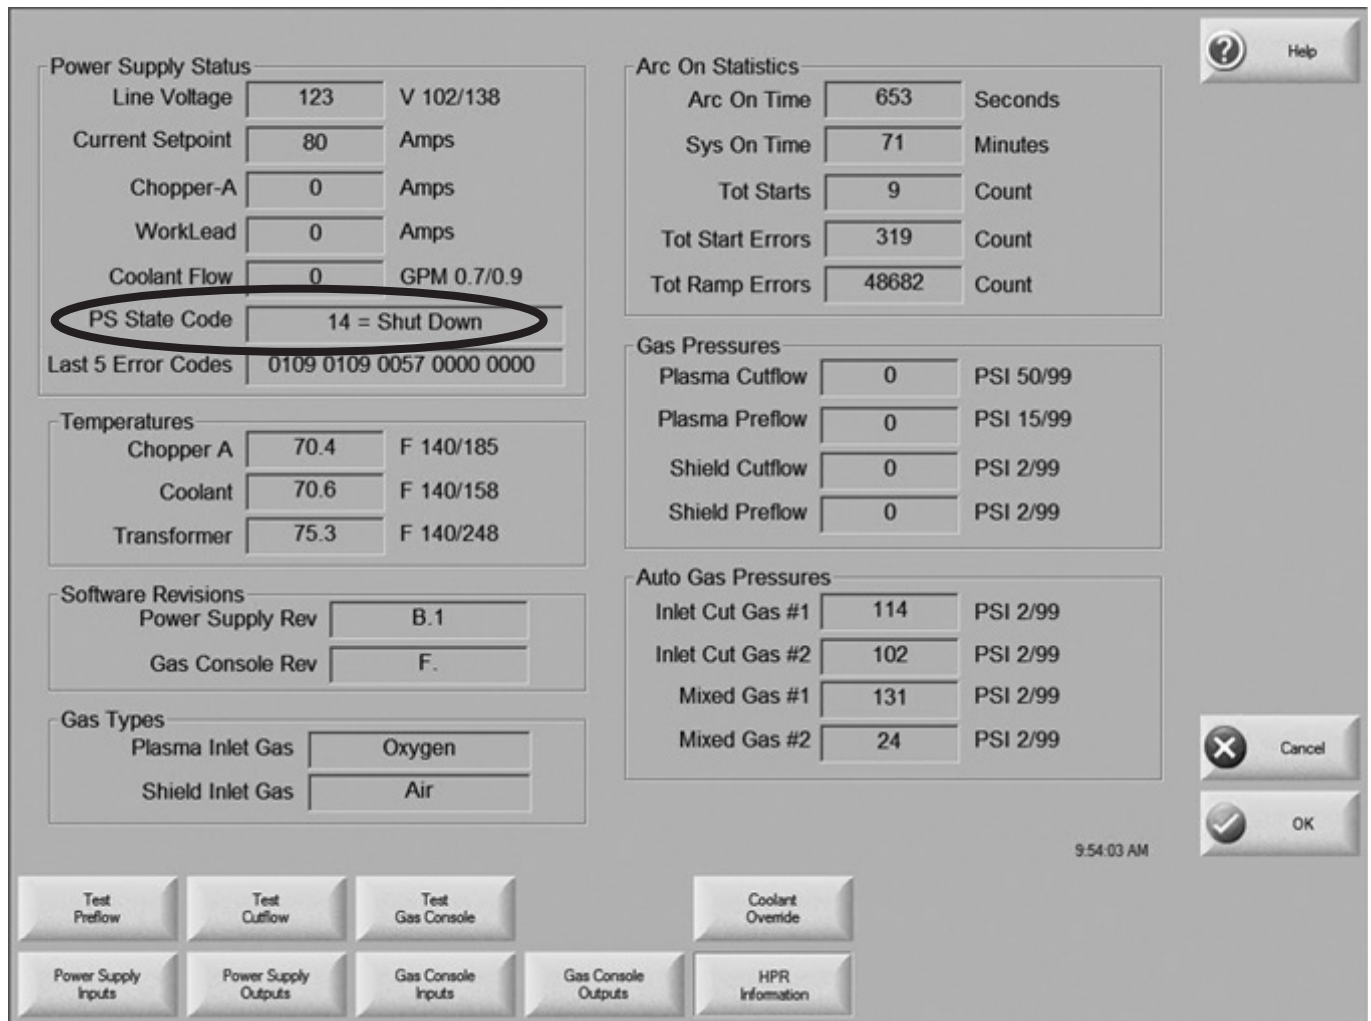 Power Supply Status
Line Voltage 123 V 102/138
Current Setpoint 80 Amps
Chopper-A 0 Amps
WorkLead 0 Amps
Coolant Flow 0 GPM 0.7/0.9
PS State Code 14 = Shut Down
Last 5 Error Codes 0109 0109 0057 0000 0000
Temperatures
Chopper A 70.4 F 140/185
Coolant 70.6 F 140/158
Transformer 75.3 F 140/248
Software Revisions
Power Supply Rev B.1
Gas Console Rev F.
Gas Types
Plasma Inlet Gas Oxygen
Shield Inlet Gas Air
Arc On Statistics
Arc On Time 653 Seconds
Sys On Time 71 Minutes
Tot Starts 9 Count
Tot Start Errors 319 Count
Tot Ramp Errors 48682 Count
Gas Pressures
Plasma Cutflow 0 PSI 50/99
Plasma Preflow 0 PSI 15/99
Shield Cutflow 0 PSI 2/99
Shield Preflow 0 PSI 2/99
Auto Gas Pressures
Inlet Cut Gas #1 114 PSI 2/99
Inlet Cut Gas #2 102 PSI 2/99
Mixed Gas #1 131 PSI 2/99
Mixed Gas #2 24 PSI 2/99
Help
Cancel
OK
9:54:03 AM
Test
Preflow
Test
Cutflow
Test
Gas Console
Coolant
Override
Power Supply
Inputs
Power Supply
Outputs
Gas Console
Inputs
Gas Console
Outputs
HPR
Information